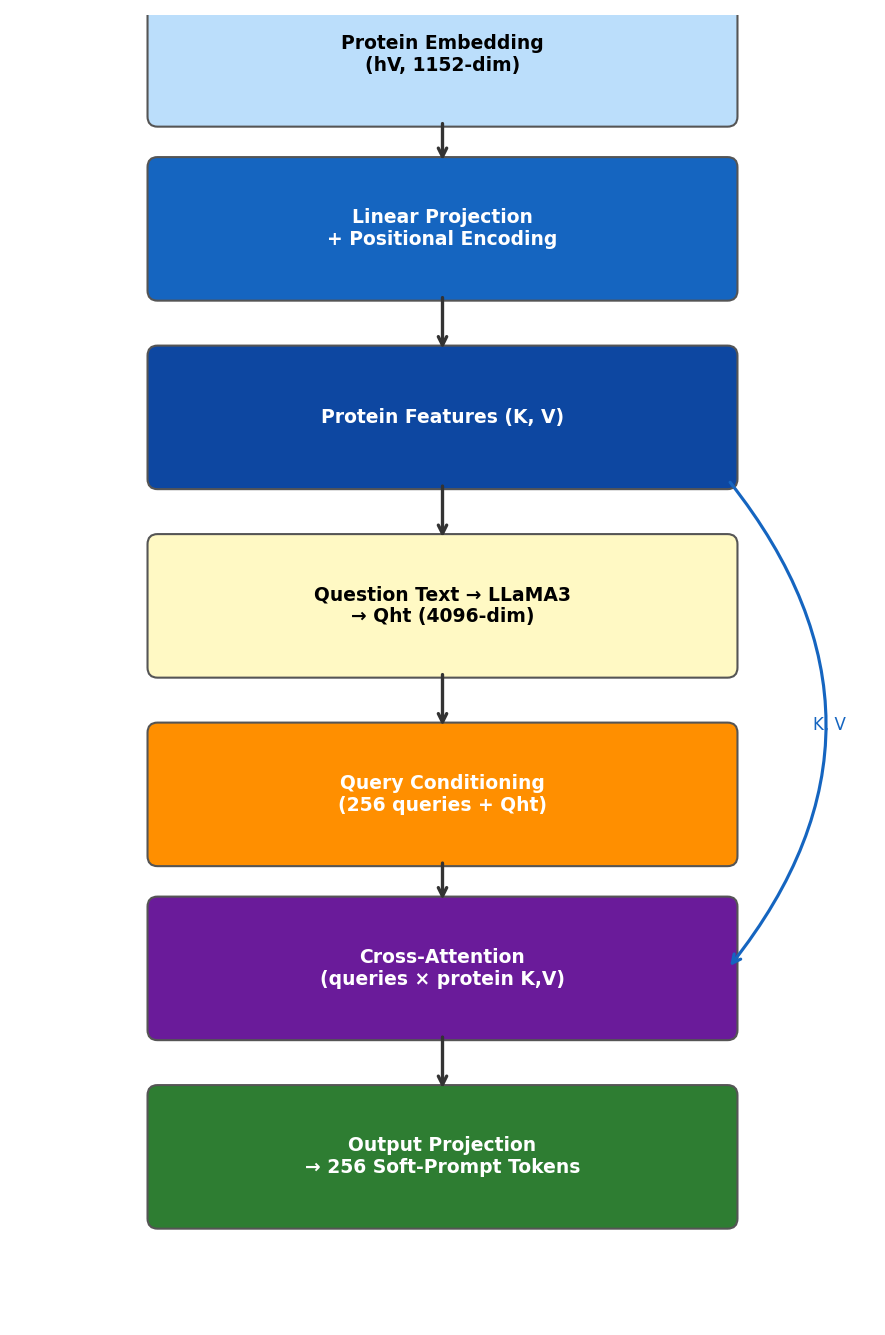 Protein Embedding
(hV, 1152-dim)
Linear Projection
+ Positional Encoding
Protein Features (K, V)
Question Text → LLaMA3
→ Qht (4096-dim)
K, V
Query Conditioning
(256 queries + Qht)
Cross-Attention
(queries × protein K,V)
Output Projection
→ 256 Soft-Prompt Tokens